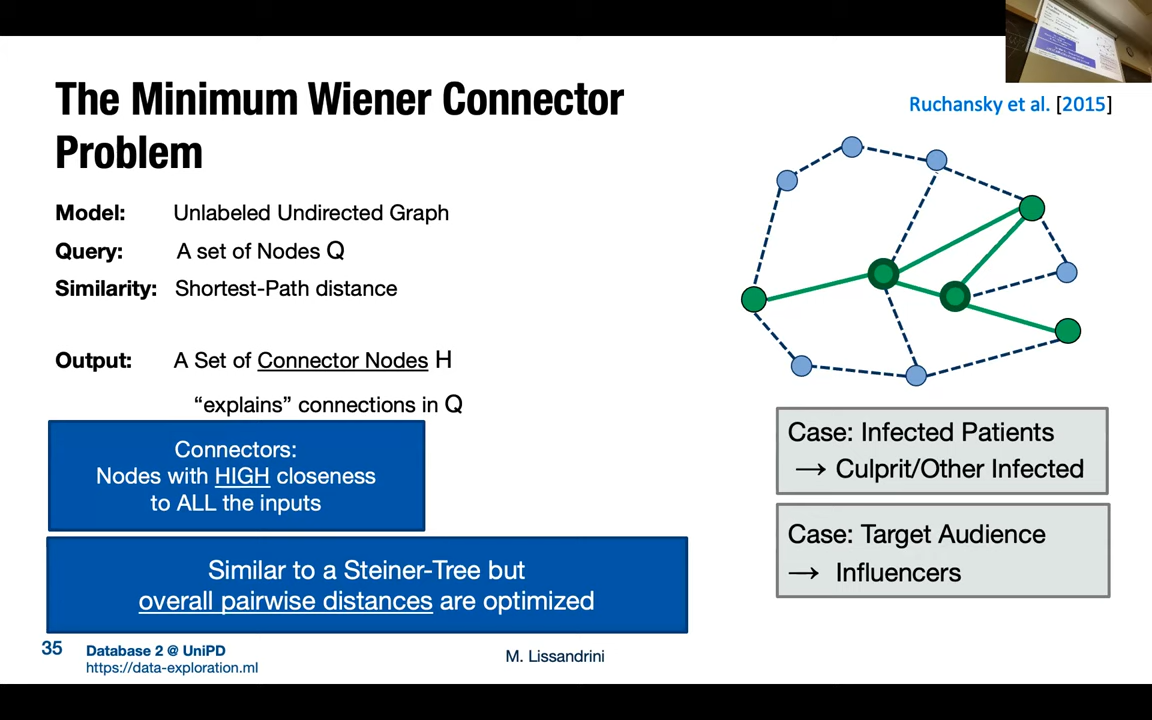 The Minimum Wiener Connector
Problem
Ruchansky et al. [2015]
Model: Unlabeled Undirected Graph
Query: A set of Nodes Q
Similarity: Shortest-Path distance
Output: A Set of Connector Nodes H
“explains” connections in Q
Connectors:
Nodes with HIGH closeness
to ALL the inputs
Similar to a Steiner-Tree but
overall pairwise distances are optimized
Case: Infected Patients
→ Culprit/Other Infected
Case: Target Audience
→ Influencers
35 Database 2 @ UniPD
https://data-exploration.ml
M. Lissandrini